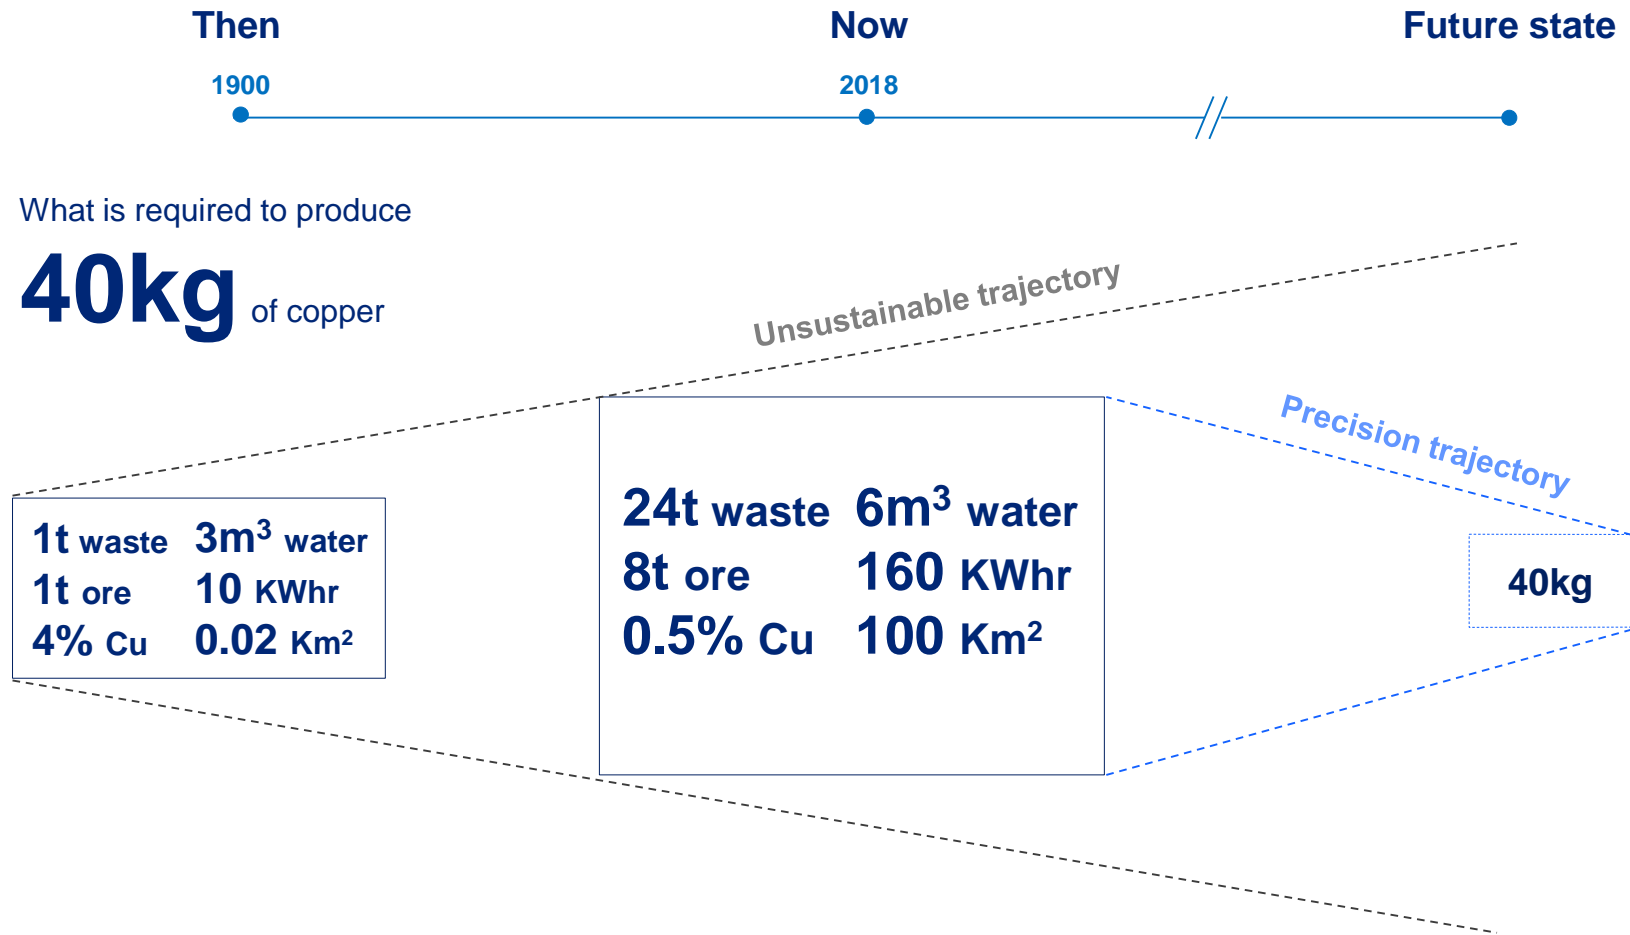 Then
Now
Future state
1900
2018
What is required to produce
40kg of copper
Unsustainable trajectory
Precision trajectory
1t waste 3m³ water
1t ore 10 KWhr
4% Cu 0.02 Km²
24t waste 6m³ water
8t ore 160 KWhr
0.5% Cu 100 Km²
40kg